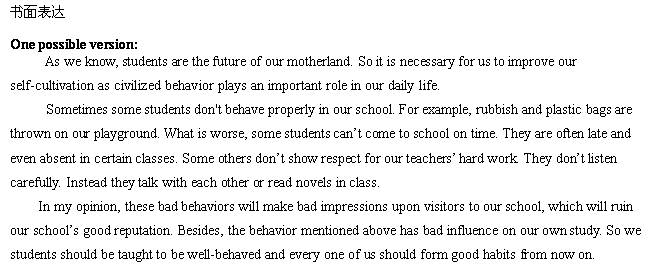 书面表达
One possible version:
As we know, students are the future of our motherland. So it is necessary for us to improve our
self-cultivation as civilized behavior plays an important role in our daily life.
Sometimes some students don't behave properly in our school. For example, rubbish and plastic bags are
thrown on our playground. What is worse, some students can’t come to school on time. They are often late and
even absent in certain classes. Some others don’t show respect for our teachers’ hard work. They don’t listen
carefully. Instead they talk with each other or read novels in class.
In my opinion, these bad behaviors will make bad impressions upon visitors to our school, which will ruin
our school’s good reputation. Besides, the behavior mentioned above has bad influence on our own study. So we
students should be taught to be well-behaved and every one of us should form good habits from now on.